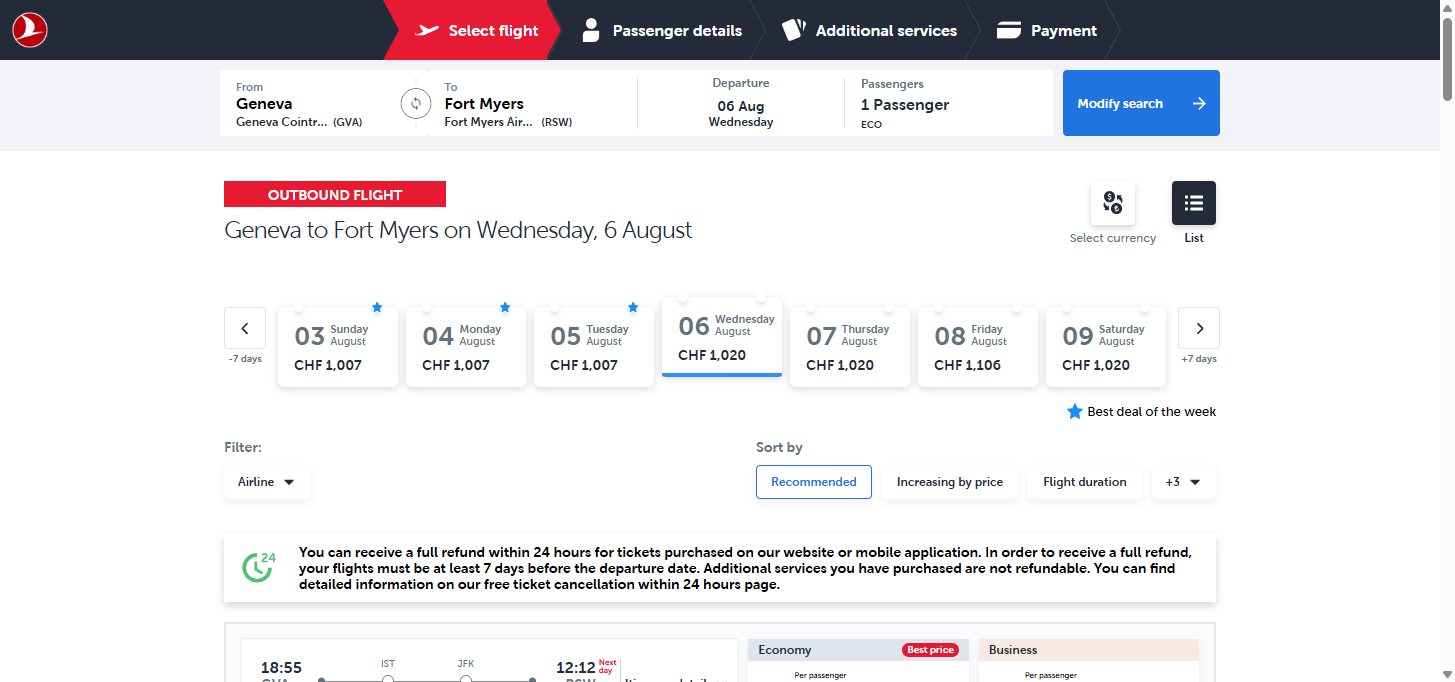 Select flight
Passenger details
Additional services
Payment
From
Geneva
Geneva Cointr... (GVA)
To
Fort Myers
Fort Myers Air... (RSW)
Departure
06 Aug
Wednesday
Passengers
1 Passenger
ECO
Modify search
OUTBOUND FLIGHT
Geneva to Fort Myers on Wednesday, 6 August
Select currency
List
-7 days
03 Sunday August
CHF 1,007
04 Monday August
CHF 1,007
05 Tuesday August
CHF 1,007
06 Wednesday August
CHF 1,020
07 Thursday August
CHF 1,020
08 Friday August
CHF 1,106
09 Saturday August
CHF 1,020
+7 days
Best deal of the week
Filter:
Airline
Sort by
Recommended
Increasing by price
Flight duration
+3
24
You can receive a full refund within 24 hours for tickets purchased on our website or mobile application. In order to receive a full refund,
your flights must be at least 7 days before the departure date. Additional services you have purchased are not refundable. You can find
detailed information on our free ticket cancellation within 24 hours page.
18:55
GVA
IST
JFK
12:12 Next day
RSW
Economy
Best price
Per passenger
Business
Per passenger